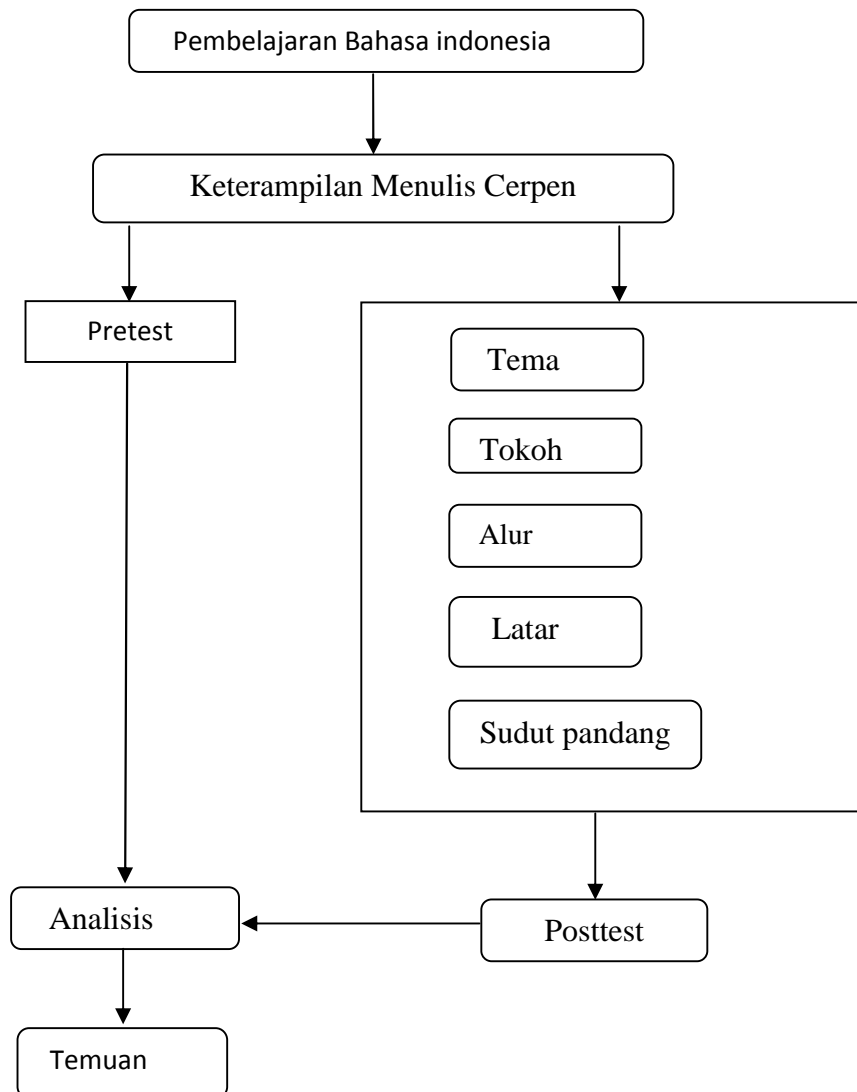 Pembelajaran Bahasa indonesia
Keterampilan Menulis Cerpen
Pretest
Tema
Tokoh
Alur
Latar
Sudut pandang
Analisis
Posttest
Temuan